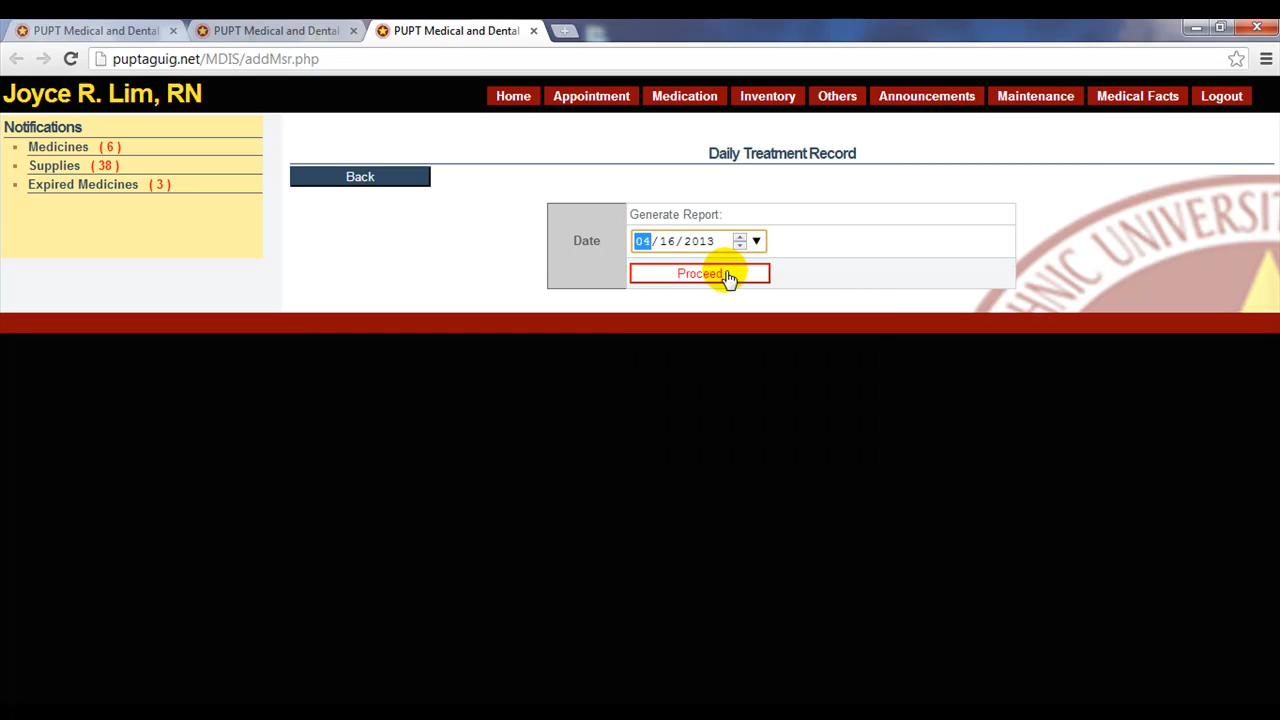 PUPT Medical and Dental
PUPT Medical and Dental
PUPT Medical and Dental
puptaguig.net/MDIS/addMsr.php
Joyce R. Lim, RN
Home Appointment Medication Inventory Others Announcements Maintenance Medical Facts Logout
Notifications
Medicines ( 6 )
Supplies ( 38 )
Expired Medicines ( 3 )
Daily Treatment Record
Back
Generate Report:
Date
04/16/2013
Proceed
HNIC UNIVERSI